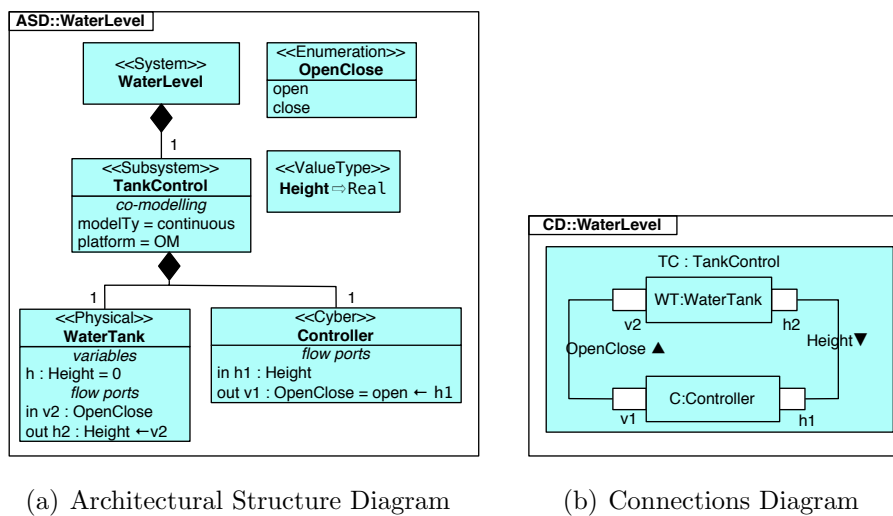 ASD::WaterLevel
<<System>>
WaterLevel
<<Enumeration>>
OpenClose
open
close
1
<<Subsystem>>
TankControl
co-modelling
modelTy = continuous
platform = OM
<<ValueType>>
Height⇨Real
1
1
<<Physical>>
WaterTank
variables
h : Height = 0
flow ports
in v2 : OpenClose
out h2 : Height ←v2
<<Cyber>>
Controller
flow ports
in h1 : Height
out v1 : OpenClose = open ← h1
(a) Architectural Structure Diagram
CD::WaterLevel
TC : TankControl
WT:WaterTank
v2
h2
OpenClose ▲
Height▼
C:Controller
v1
h1
(b) Connections Diagram